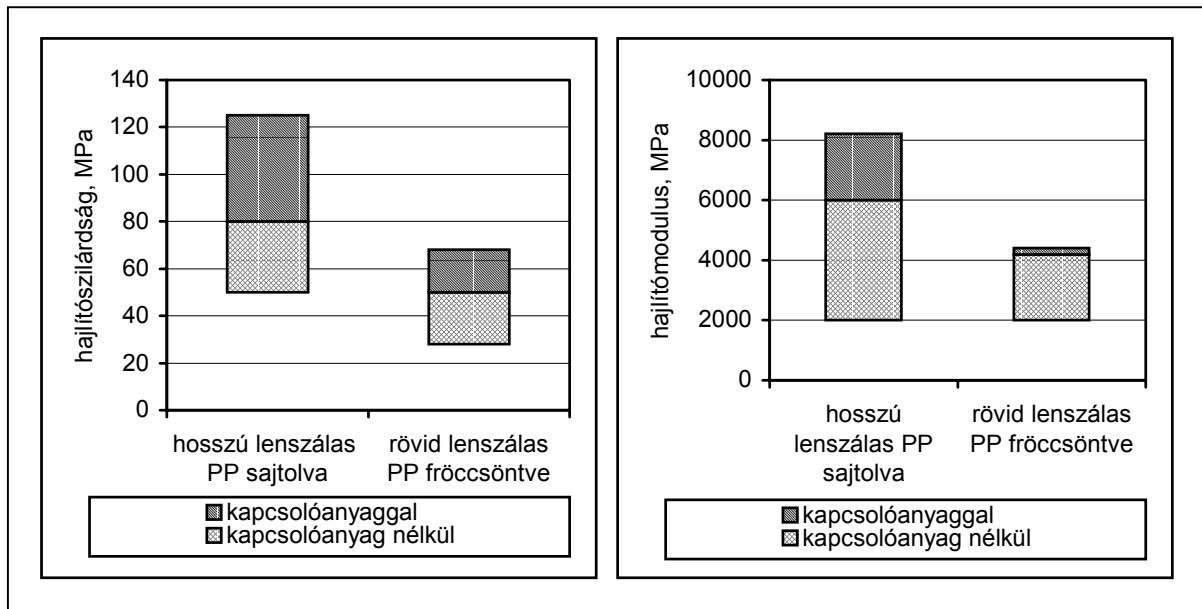 hajlítószilárdság, MPa
140
120
100
80
60
40
20
0
hosszú lenszálas
PP sajtolva
rövid lenszálas
PP fröccsöntve
kapcsolóanyaggal
kapcsolóanyag nélkül
hajlítómodulus, MPa
10000
8000
6000
4000
2000
0
hosszú
lenszálas PP
sajtolva
rövid lenszálas
PP fröccsöntve
kapcsolóanyaggal
kapcsolóanyag nélkül